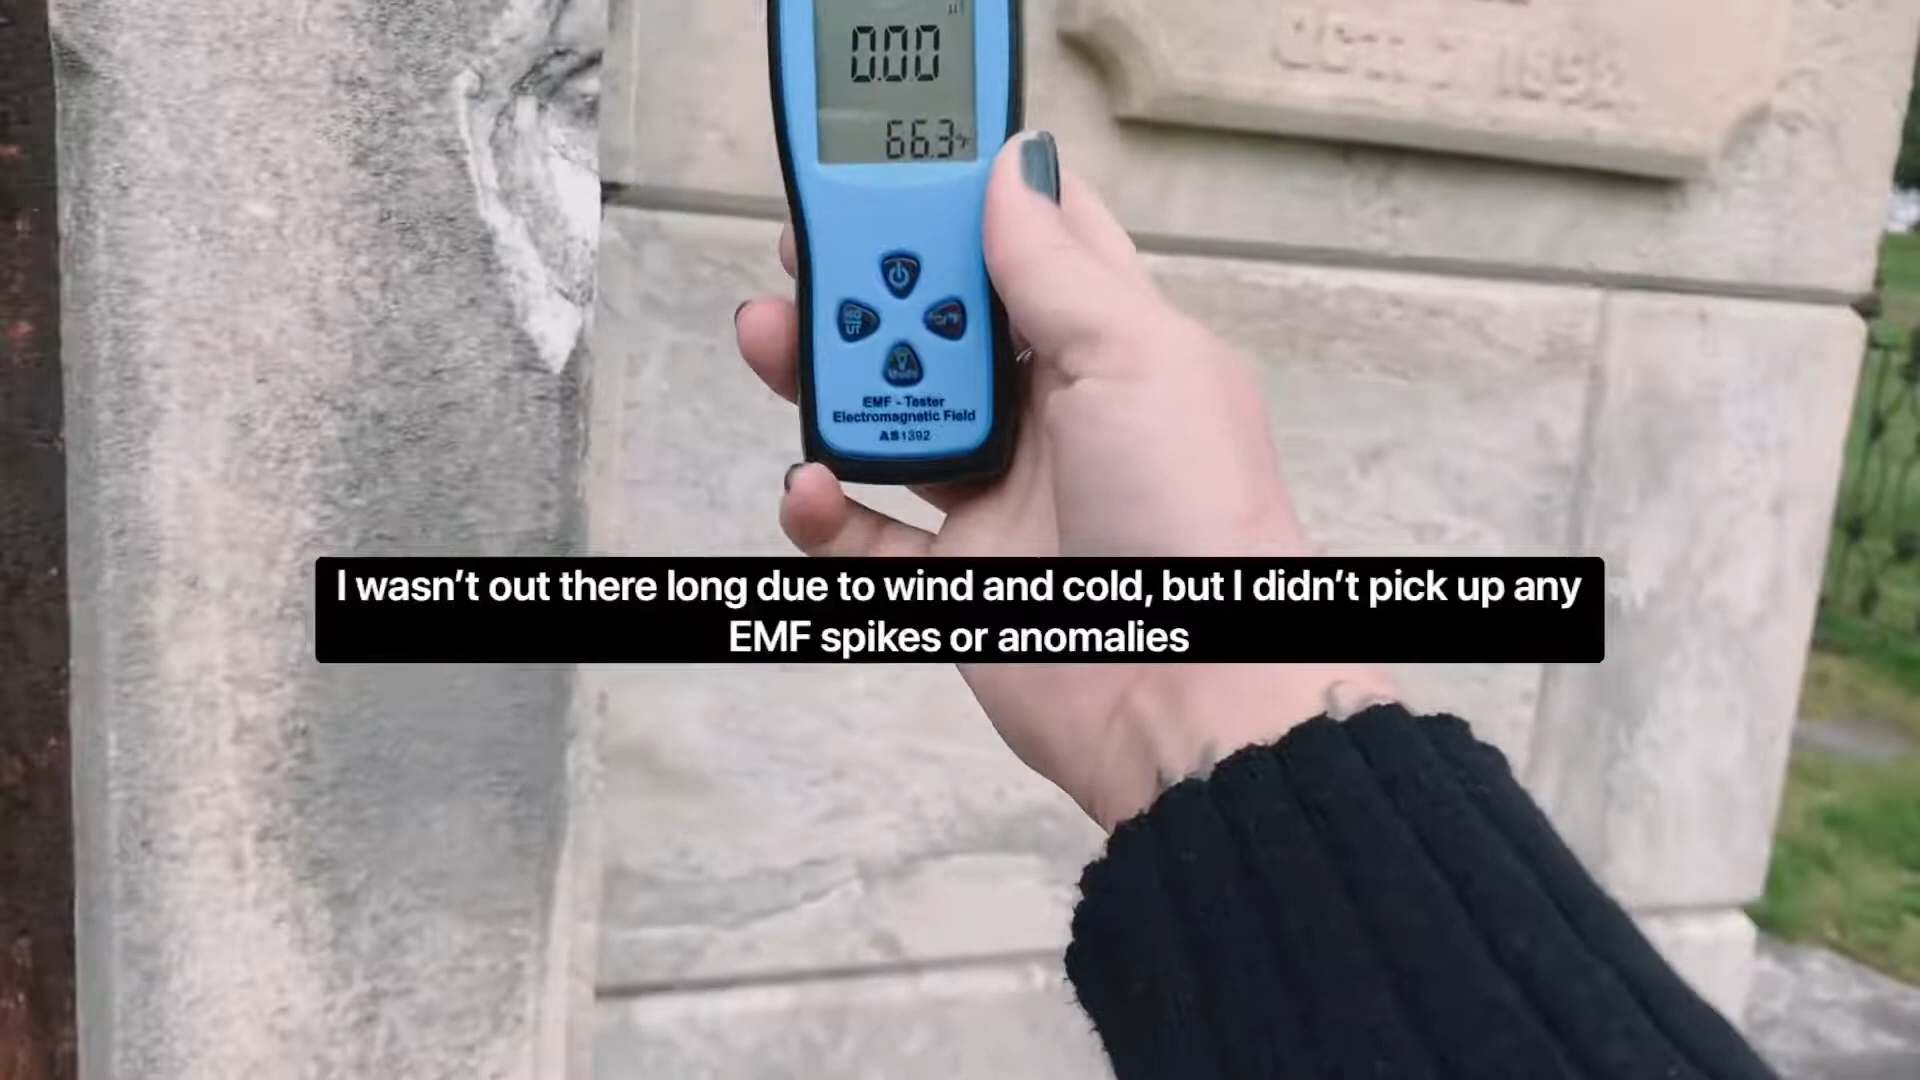 µT
0.00
66.3°F
EMF - Tester
Electromagnetic Field
AS1392
I wasn't out there long due to wind and cold, but I didn't pick up any
EMF spikes or anomalies